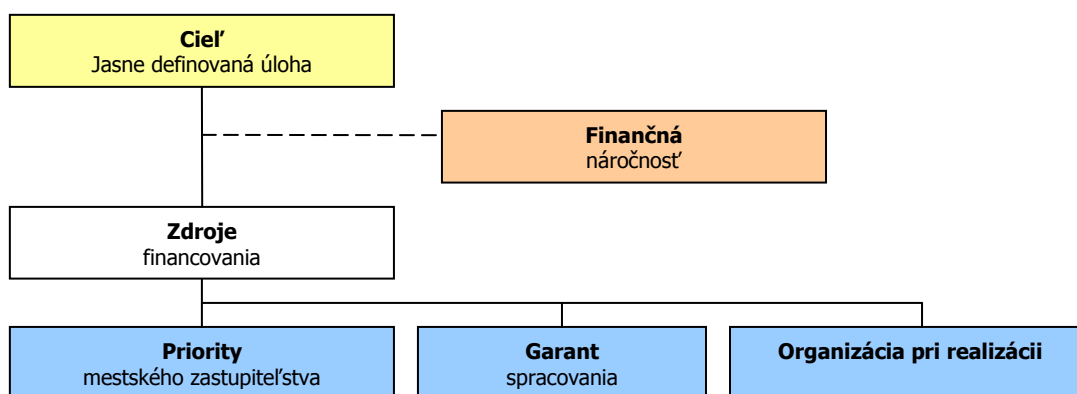 Cieľ
Jasne definovaná úloha
Finančná
náročnosť
Zdroje
financovania
Priority
mestského zastupiteľstva
Garant
spracovania
Organizácia pri realizácii